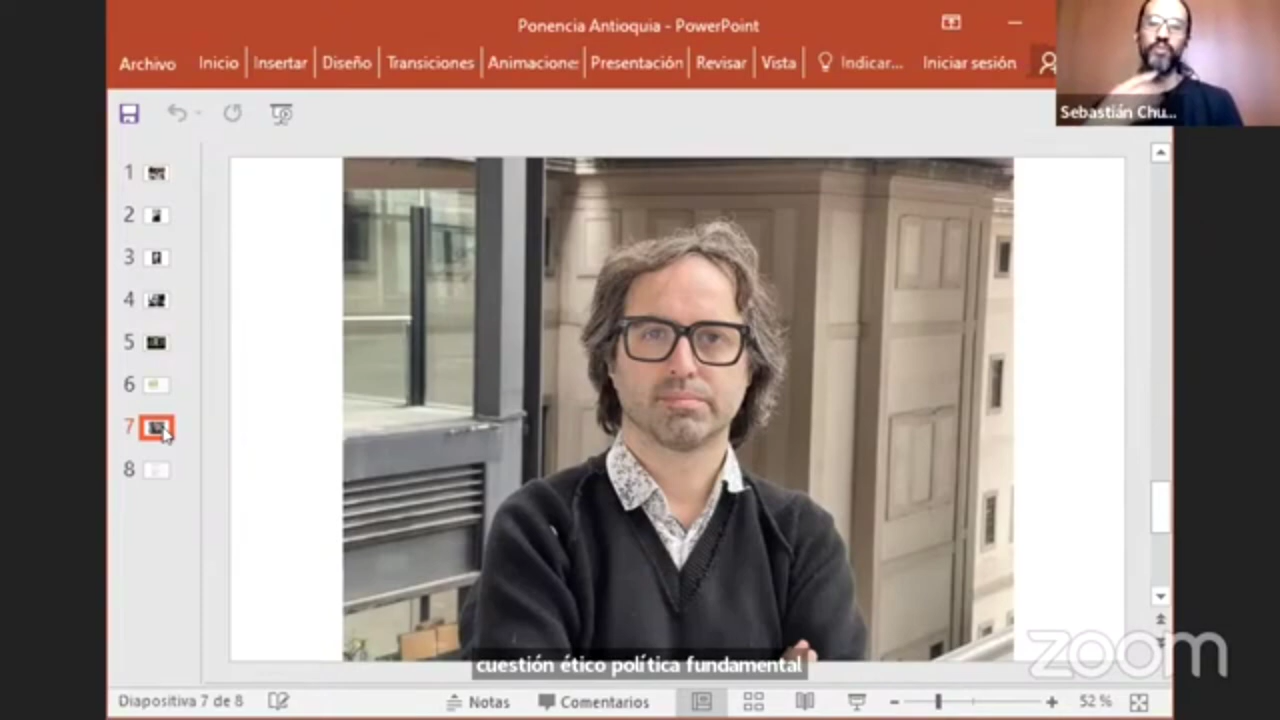 Ponencia Antioquia - PowerPoint
Archivo Inicio Insertar Diseño Transiciones Animacione: Presentación Revisar Vista Indicar... Iniciar sesión
Sebastián Chu...
1
2
3
4
5
6
7
8
cuestión ético política fundamental
zoom
Diapositiva 7 de 8 Notas Comentarios 52 %